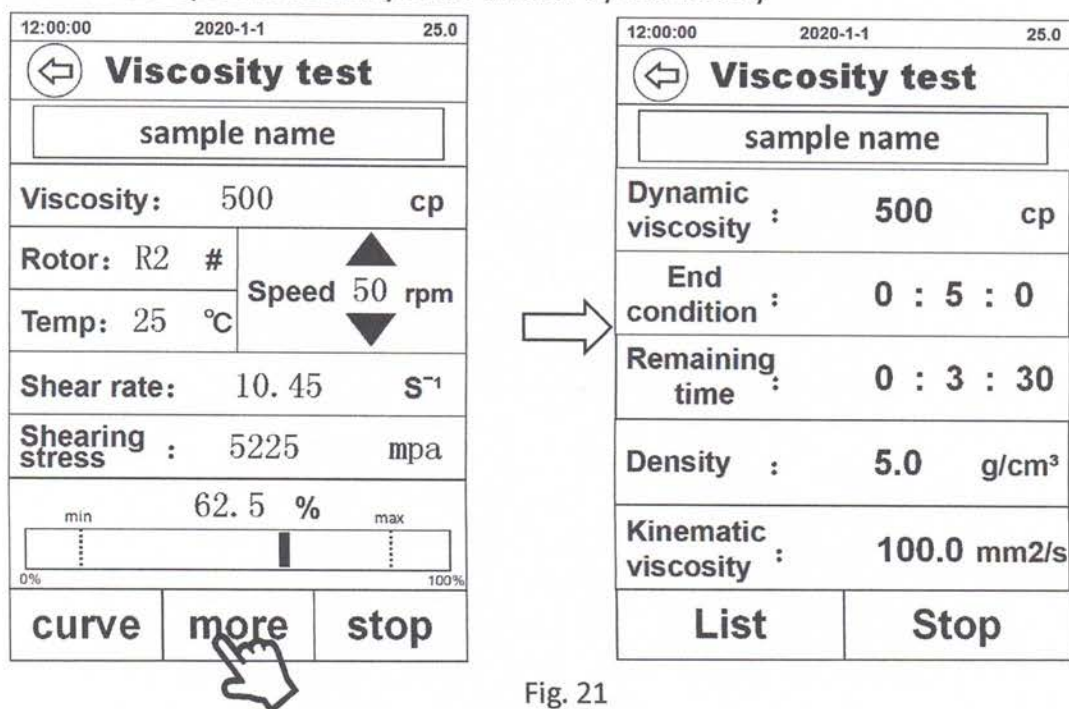 12:00:00 2020-1-1 25.0
Viscosity test
sample name
Viscosity: 500 cp
Rotor: R2 #
Temp: 25 ℃
Speed 50 rpm
Shear rate: 10.45 S⁻¹
Shearing stress : 5225 mpa
62.5 %
min max
0% 100%
curve more stop
12:00:00 2020-1-1 25.0
Viscosity test
sample name
Dynamic viscosity : 500 cp
End condition : 0 : 5 : 0
Remaining time : 0 : 3 : 30
Density : 5.0 g/cm³
Kinematic viscosity : 100.0 mm2/s
List Stop
Fig. 21